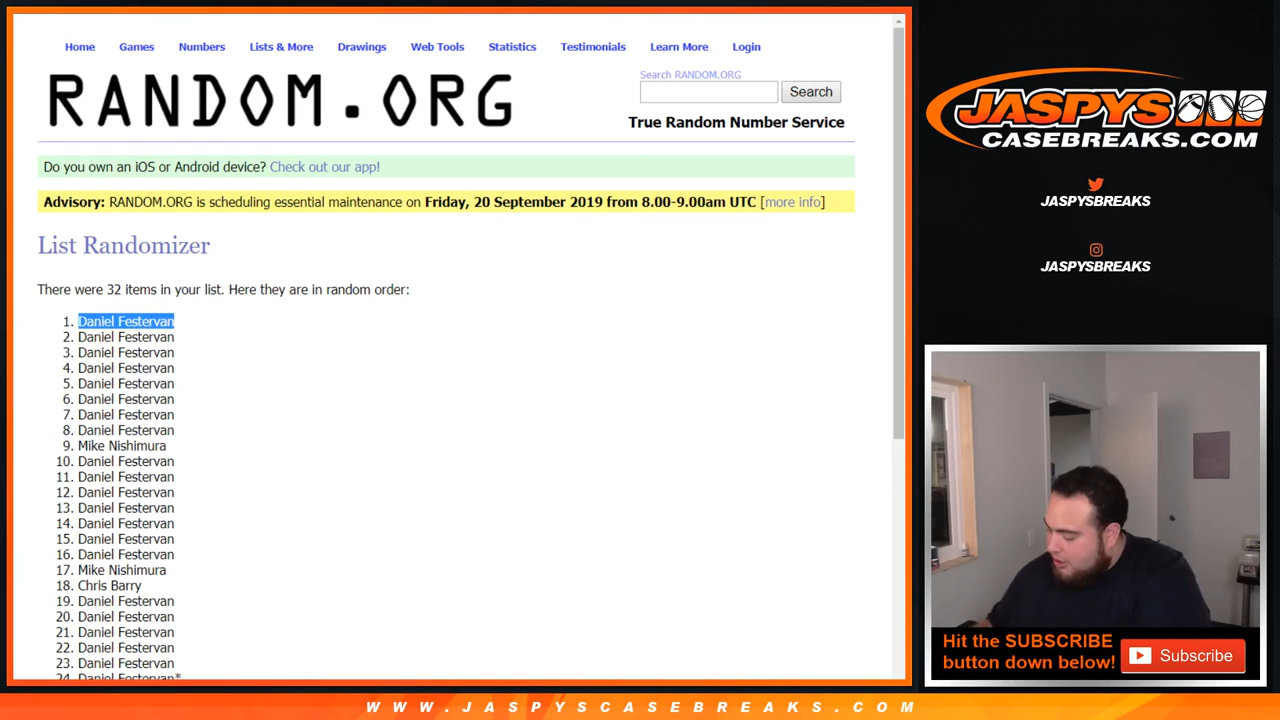 Home Games Numbers Lists & More Drawings Web Tools Statistics Testimonials Learn More Login
RANDOM.ORG
Search RANDOM.ORG
Search
True Random Number Service
Do you own an iOS or Android device? Check out our app!
Advisory: RANDOM.ORG is scheduling essential maintenance on Friday, 20 September 2019 from 8.00-9.00am UTC [more info]
List Randomizer
There were 32 items in your list. Here they are in random order:
1. Daniel Festervan
2. Daniel Festervan
3. Daniel Festervan
4. Daniel Festervan
5. Daniel Festervan
6. Daniel Festervan
7. Daniel Festervan
8. Daniel Festervan
9. Mike Nishimura
10. Daniel Festervan
11. Daniel Festervan
12. Daniel Festervan
13. Daniel Festervan
14. Daniel Festervan
15. Daniel Festervan
16. Daniel Festervan
17. Mike Nishimura
18. Chris Barry
19. Daniel Festervan
20. Daniel Festervan
21. Daniel Festervan
22. Daniel Festervan
23. Daniel Festervan
24. Daniel Festervan*
JASPYS
CASEBREAKS.COM
JASPYSBREAKS
JASPYSBREAKS
Hit the SUBSCRIBE
button down below!
Subscribe
WWW.JASPYSCASEBREAKS.COM